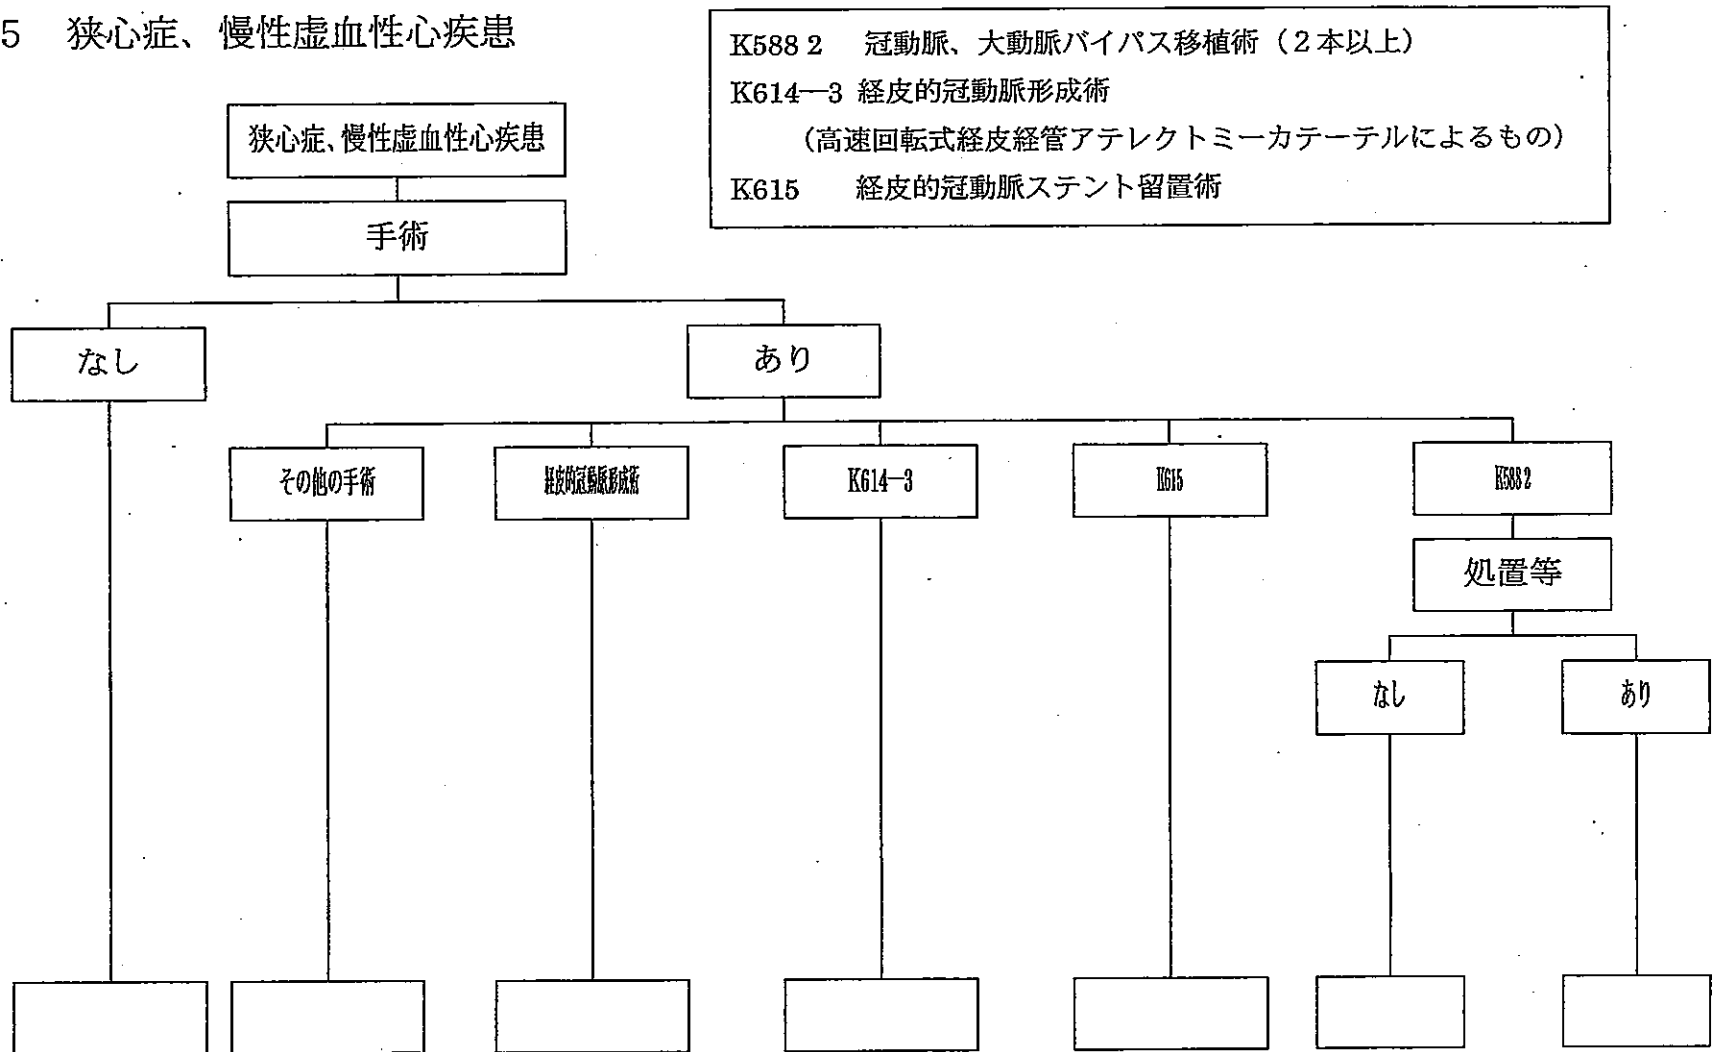 5 狭心症、慢性虚血性心疾患
K588 2 冠動脈、大動脈バイパス移植術（２本以上）
K614―3 経皮的冠動脈形成術
（高速回転式経皮経管アテレクトミーカテーテルによるもの）
K615 経皮的冠動脈ステント留置術
狭心症、慢性虚血性心疾患
手術
なし
あり
その他の手術
経皮的冠動脈形成術
K614―3
K615
K588 2
処置等
なし
あり